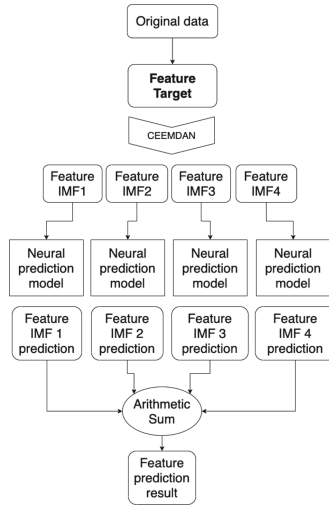 Original data
Feature
Target
CEEMDAN
Feature
IMF1
Feature
IMF2
Feature
IMF3
Feature
IMF4
Neural
prediction
model
Neural
prediction
model
Neural
prediction
model
Neural
prediction
model
Feature
IMF 1
prediction
Feature
IMF 2
prediction
Feature
IMF 3
prediction
Feature
IMF 4
prediction
Arithmetic
Sum
Feature
prediction
result